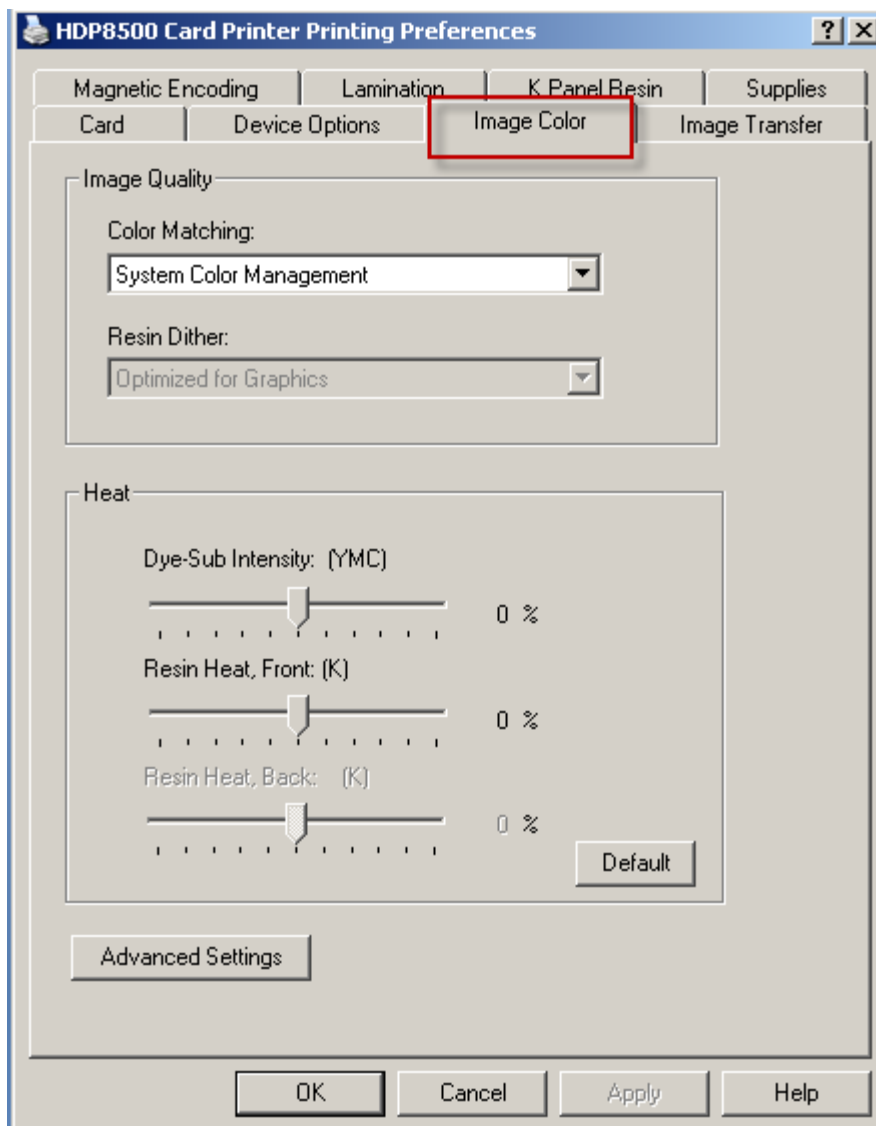 HDP8500 Card Printer Printing Preferences
Magnetic Encoding Lamination K Panel Resin Supplies
Card Device Options Image Color Image Transfer
Image Quality
Color Matching:
System Color Management
Resin Dither:
Optimized for Graphics
Heat
Dye-Sub Intensity: (YMC)
0 %
Resin Heat, Front: (K)
0 %
Resin Heat, Back: (K)
0 %
Default
Advanced Settings
OK Cancel Apply Help